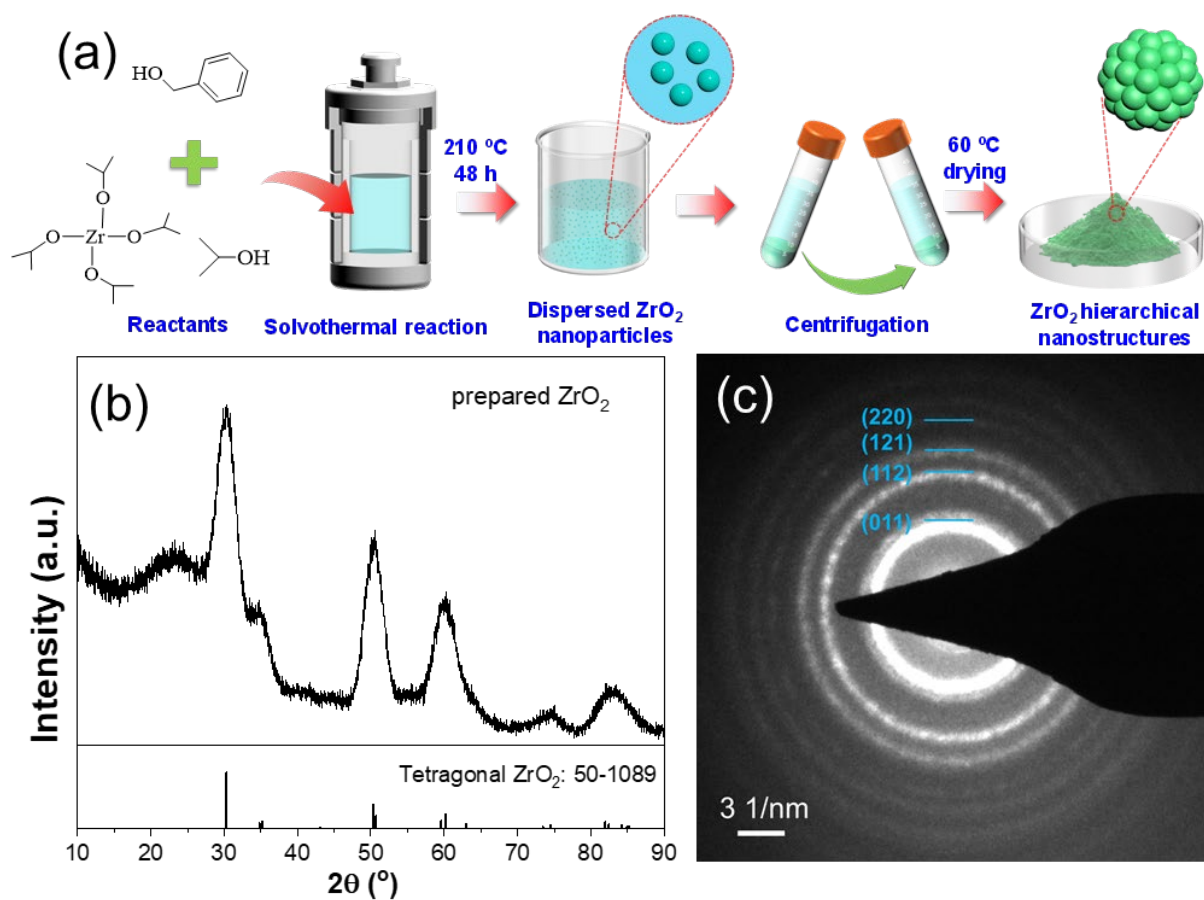 (a)
HO
O
O
Zr
O
O
OH
210 ºC
48 h
60 ºC
drying
Reactants
Solvothermal reaction
Dispersed ZrO₂
nanoparticles
Centrifugation
ZrO₂ hierarchical
nanostructures
(b)
prepared ZrO₂
Intensity (a.u.)
Tetragonal ZrO₂: 50-1089
10 20 30 40 50 60 70 80 90
2θ (º)
(c)
(220)
(121)
(112)
(011)
3 1/nm